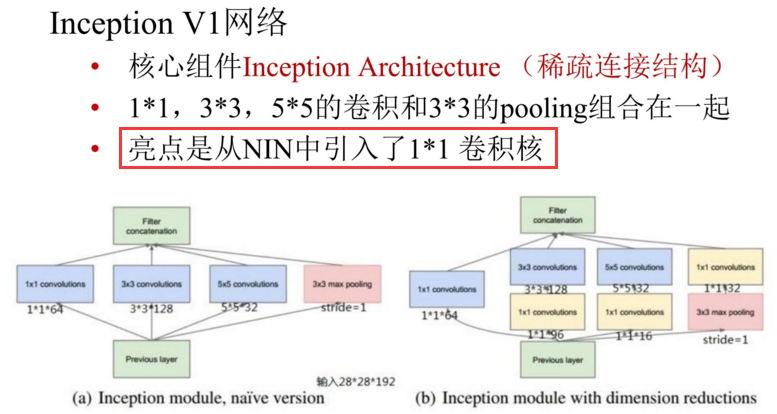 Inception V1网络
• 核心组件Inception Architecture （稀疏连接结构）
• 1*1，3*3，5*5的卷积和3*3的pooling组合在一起
• 亮点是从NIN中引入了1*1 卷积核
Filter
concatenation
1x1 convolutions
3x3 convolutions
5x5 convolutions
3x3 max pooling
1*1*64
3*3*128
5*5*32
stride=1
Previous layer
输入28*28*192
(a) Inception module, naïve version
Filter
concatenation
3x3 convolutions
5x5 convolutions
1x1 convolutions
1x1 convolutions
3*3*128
5*5*32
1*1*32
1*1*64
1x1 convolutions
1x1 convolutions
3x3 max pooling
1*1*96
1*1*16
stride=1
Previous layer
(b) Inception module with dimension reductions